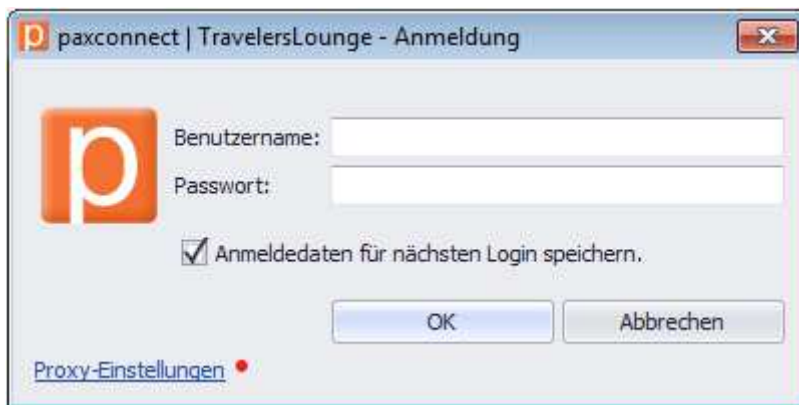 p paxconnect | TravelersLounge - Anmeldung
p
Benutzername:
Passwort:
Anmeldedaten für nächsten Login speichern.
OK Abbrechen
Proxy-Einstellungen